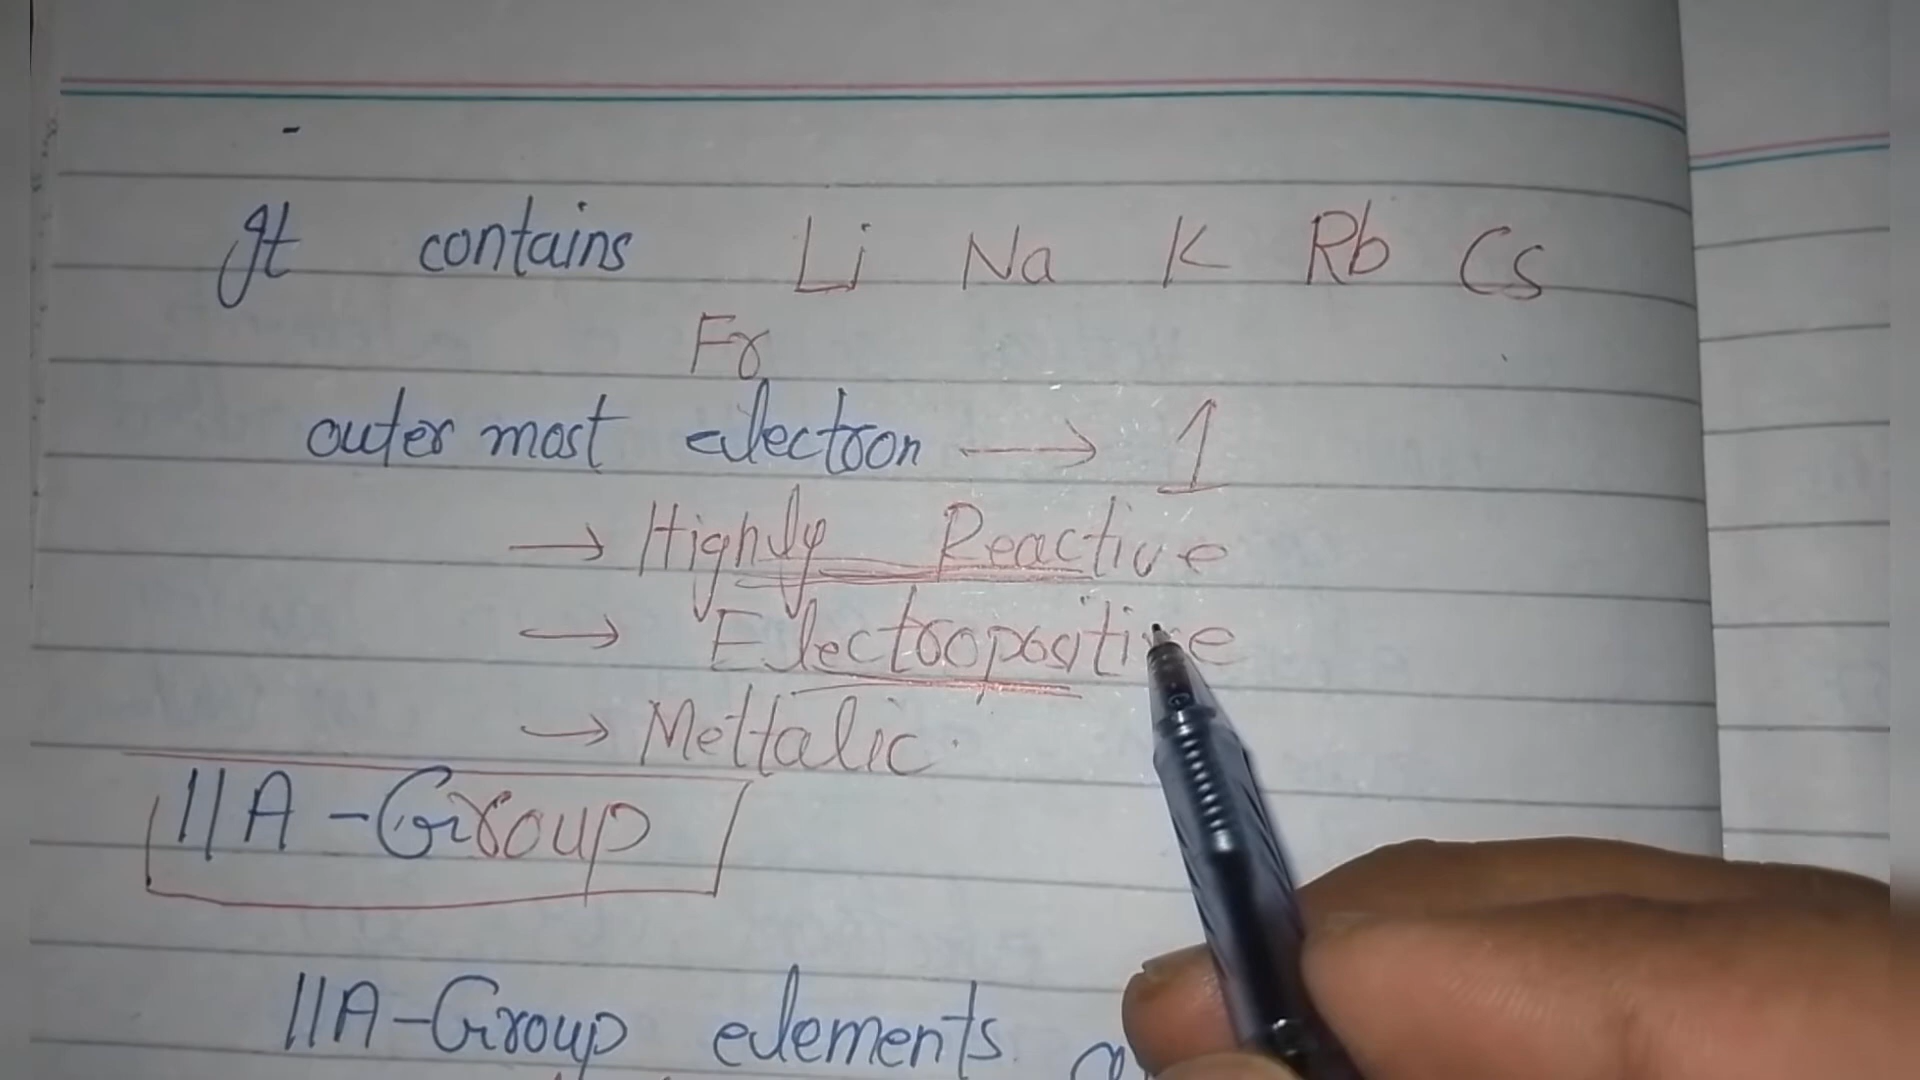 It contains Li Na K Rb Cs
Fr
outer most electron → 1
→ Highly Reactive
→ Electropositive
→ Mettalic.
IIA - Group
IIA - Group elements